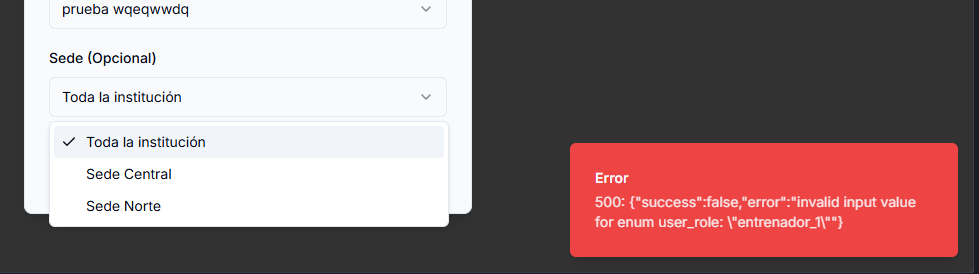 prueba wqeqwwdq
Sede (Opcional)
Toda la institución
Toda la institución
Sede Central
Sede Norte
Error
500: {"success":false,"error":"invalid input value
for enum user_role: \"entrenador_1\""}